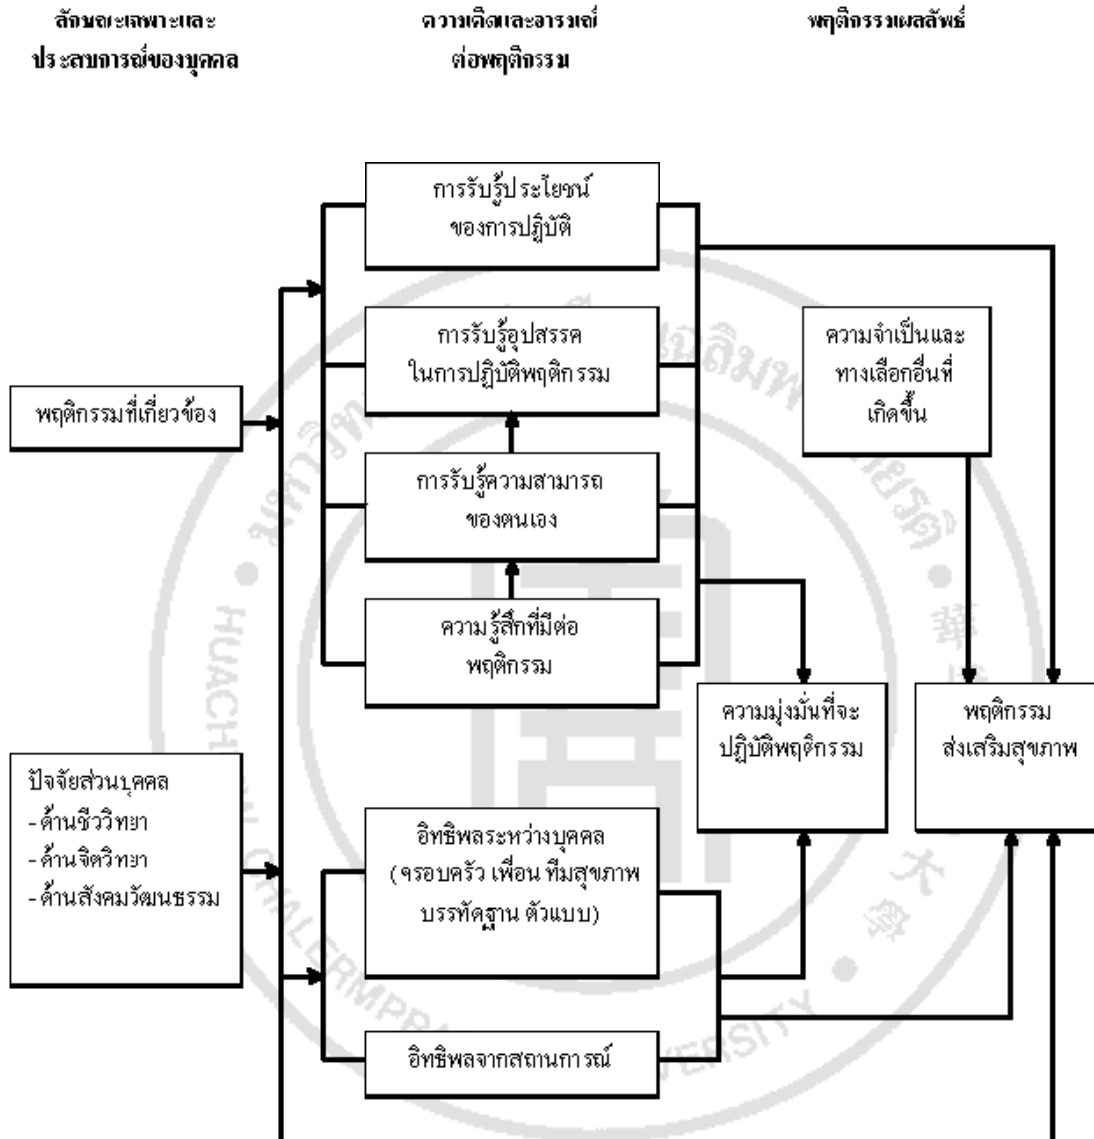 ลักษณะเฉพาะและ
ประสบการณ์ของบุคคล
ความคิดและอารมณ์
ต่อพฤติกรรม
พฤติกรรมผลลัพธ์
การรับรู้ประโยชน์
ของการปฏิบัติ
การรับรู้อุปสรรค
ในการปฏิบัติพฤติกรรม
ความจำเป็นและ
ทางเลือกอื่นที่
เกิดขึ้น
พฤติกรรมที่เกี่ยวข้อง
การรับรู้ความสามารถ
ของตนเอง
ความรู้สึกที่มีต่อ
พฤติกรรม
ความมุ่งมั่นที่จะ
ปฏิบัติพฤติกรรม
พฤติกรรม
ส่งเสริมสุขภาพ
ปัจจัยส่วนบุคคล
- ด้านชีววิทยา
- ด้านจิตวิทยา
- ด้านสังคมวัฒนธรรม
อิทธิพลระหว่างบุคคล
(ครอบครัว เพื่อน ทีมสุขภาพ
บรรทัดฐาน ตัวแบบ)
อิทธิพลจากสถานการณ์